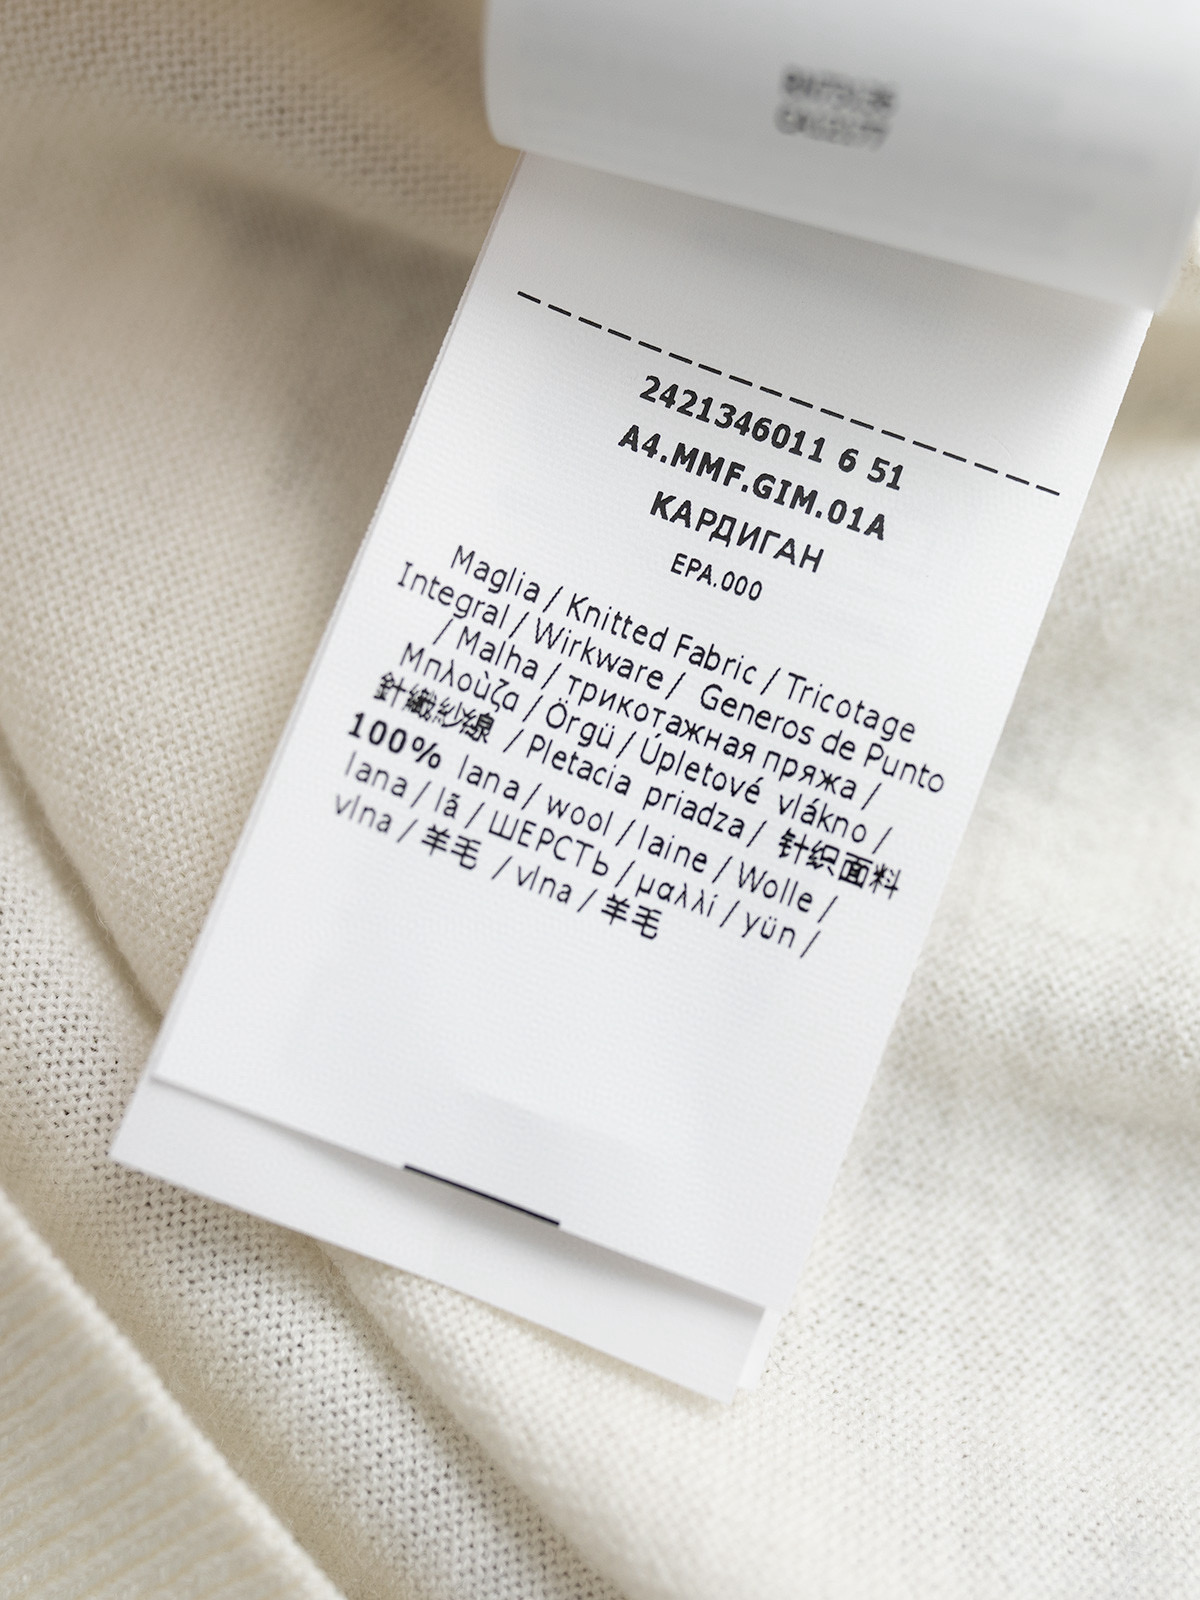 2421346011 6 51
A4.MMF.GIM.01A
КАРДИГАН
EPA.000
Maglia / Knitted Fabric / Tricotage
Integral / Wirkware / Generos de Punto
/ Malha / трикотажная пряжа /
Μπλούζα / Örgü / Úpletové vlákno /
針織紗線 / Pletacia priadza / 针织面料
100% lana / wool / laine / Wolle /
lana / lã / ШЕРСТЬ / μαλλί / yün /
vlna / 羊毛 / vlna / 羊毛